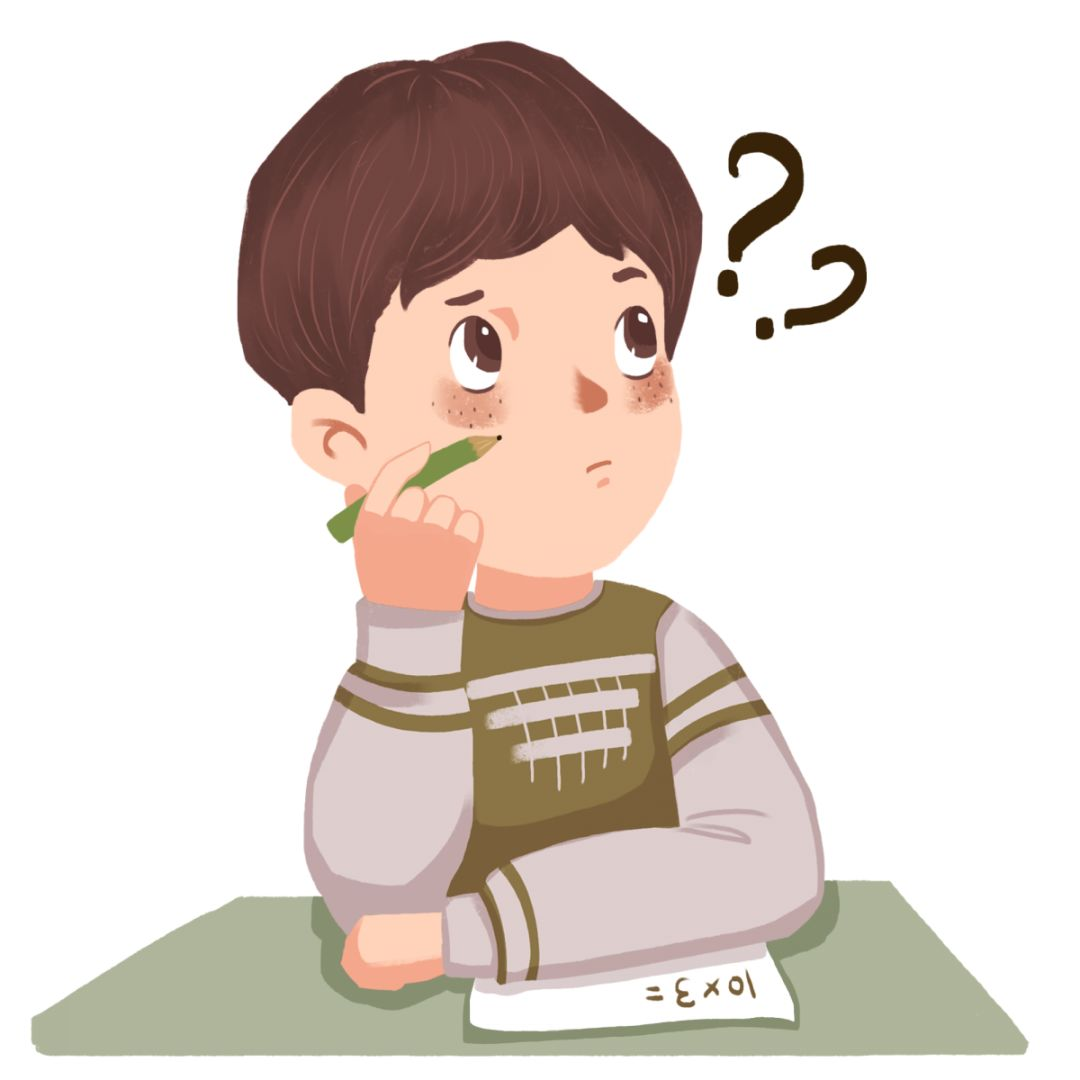 ?
?
10 × 3 =